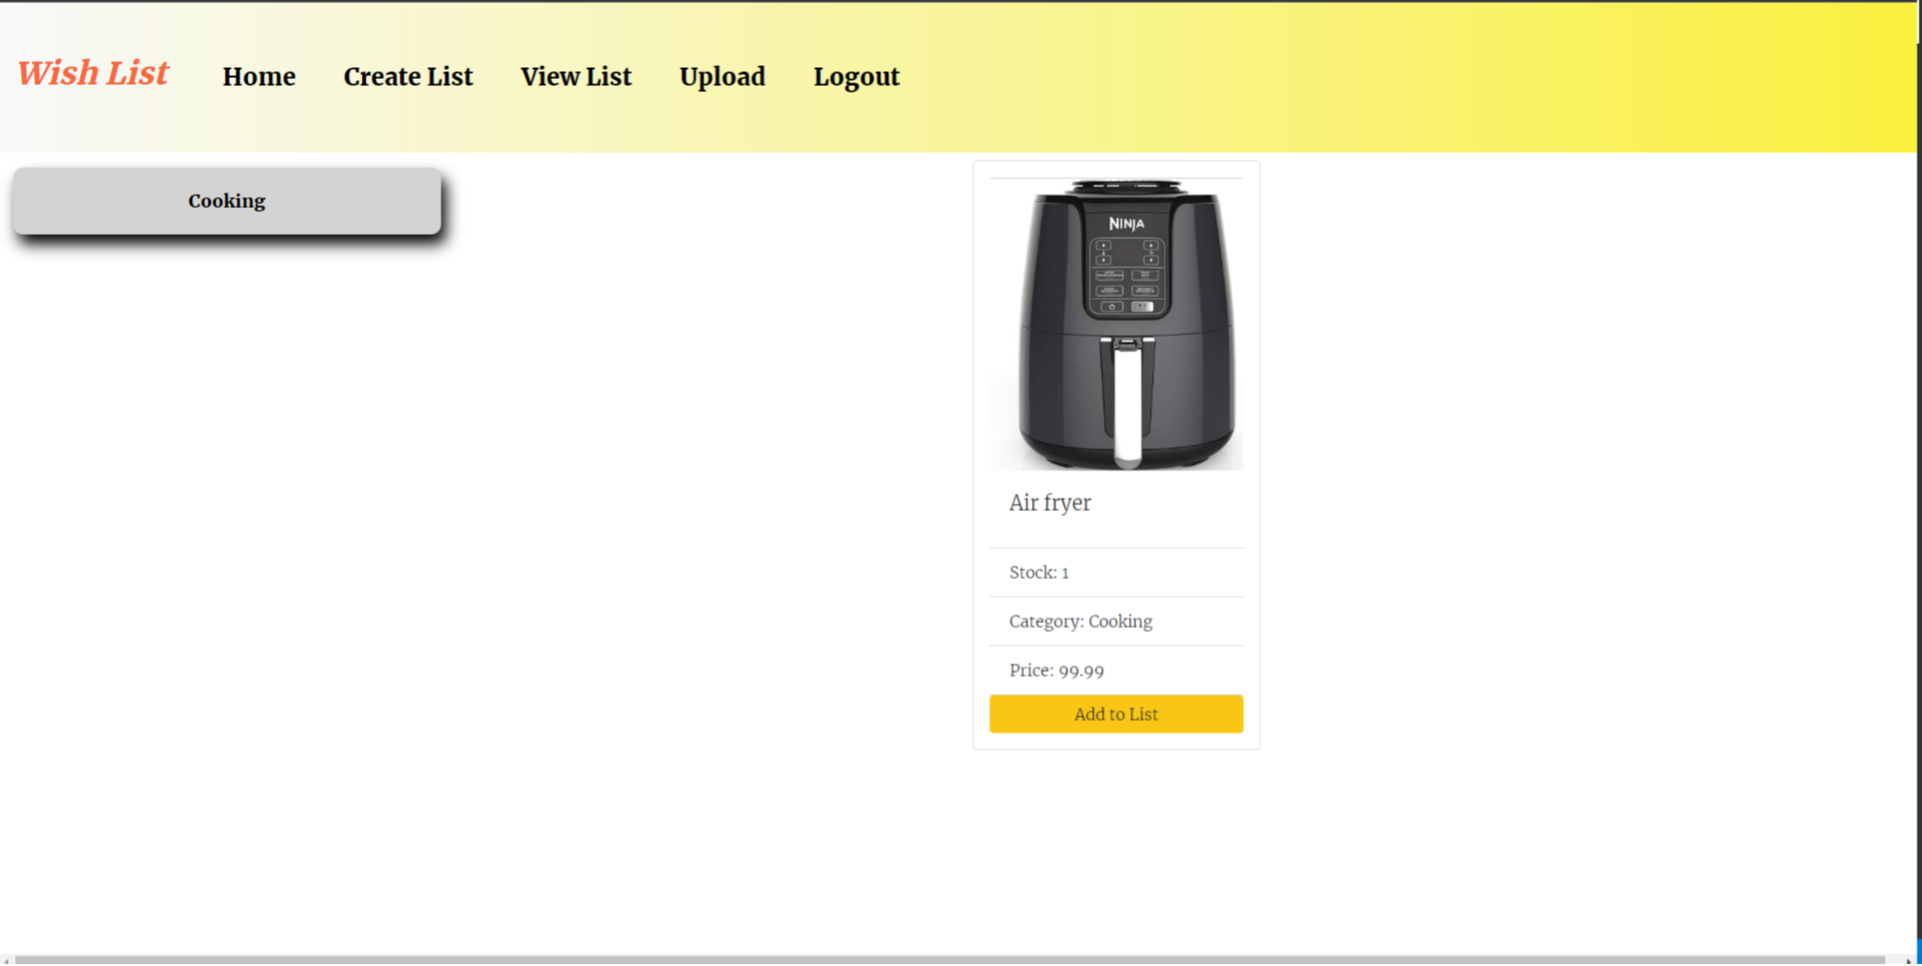 Wish List Home Create List View List Upload Logout
Cooking
NINJA
Air fryer
Stock: 1
Category: Cooking
Price: 99.99
Add to List